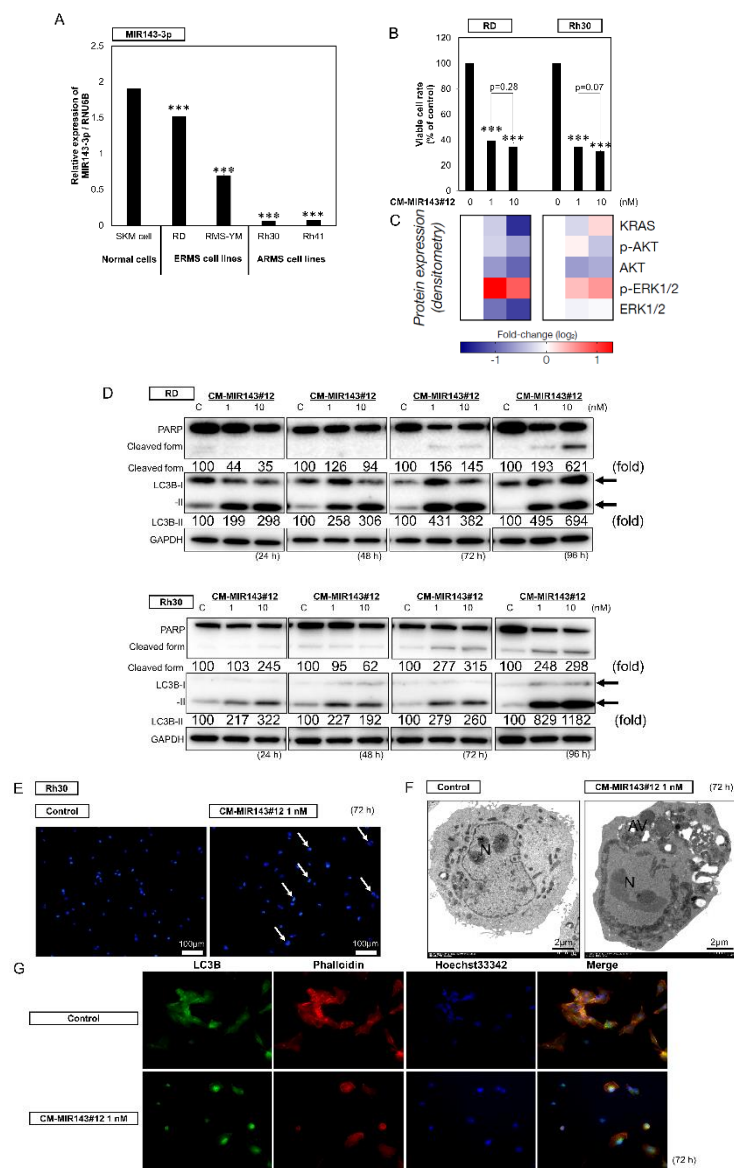 A
MIR143-3p
Relative expression of
MIR143-3p / RNU6B
2.5
2
1.5
1
0.5
0
***
***
***
***
SKM cell RD RMS-YM Rh30 Rh41
Normal cells ERMS cell lines ARMS cell lines
B
RD Rh30
Viable cell rate
(% of control)
120
100
80
60
40
20
0
p=0.28 p=0.07
*** *** *** ***
CM-MIR143#12 0 1 10 0 1 10 (nM)
C
Protein expression
(densitometry)
KRAS
p-AKT
AKT
p-ERK1/2
ERK1/2
Fold-change (log₂)
-1 0 1
D
RD
CM-MIR143#12 CM-MIR143#12 CM-MIR143#12 CM-MIR143#12
C 1 10 C 1 10 C 1 10 C 1 10 (nM)
PARP
Cleaved form
Cleaved form 100 44 35 100 126 94 100 156 145 100 193 621 (fold)
LC3B-I
-II
LC3B-II 100 199 298 100 258 306 100 431 382 100 495 694 (fold)
GAPDH
(24 h) (48 h) (72 h) (96 h)
Rh30
CM-MIR143#12 CM-MIR143#12 CM-MIR143#12 CM-MIR143#12
C 1 10 C 1 10 C 1 10 C 1 10 (nM)
PARP
Cleaved form
Cleaved form 100 103 245 100 95 62 100 277 315 100 248 298 (fold)
LC3B-I
-II
LC3B-II 100 217 322 100 227 192 100 279 260 100 829 1182 (fold)
GAPDH
(24 h) (48 h) (72 h) (96 h)
E
Rh30
Control CM-MIR143#12 1 nM (72 h)
100μm 100μm
F
Control CM-MIR143#12 1 nM (72 h)
N
AV
N
2μm 2μm
G
LC3B Phalloidin Hoechst33342 Merge
Control
CM-MIR143#12 1 nM
(72 h)